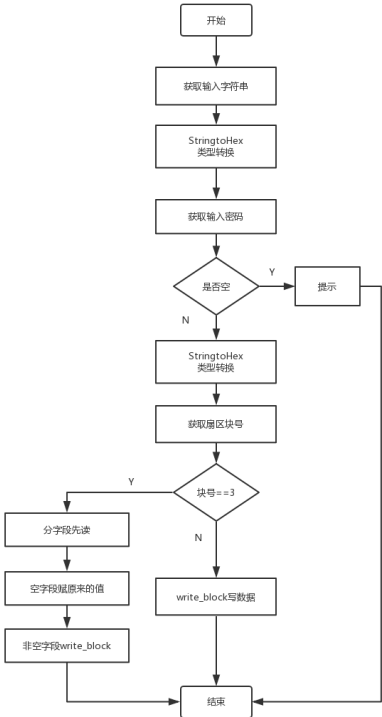 开始
获取输入字符串
StringtoHex
类型转换
获取输入密码
是否空
Y
提示
N
StringtoHex
类型转换
获取扇区块号
块号==3
Y
N
分字段先读
空字段赋原来的值
write_block写数据
非空字段write_block
结束